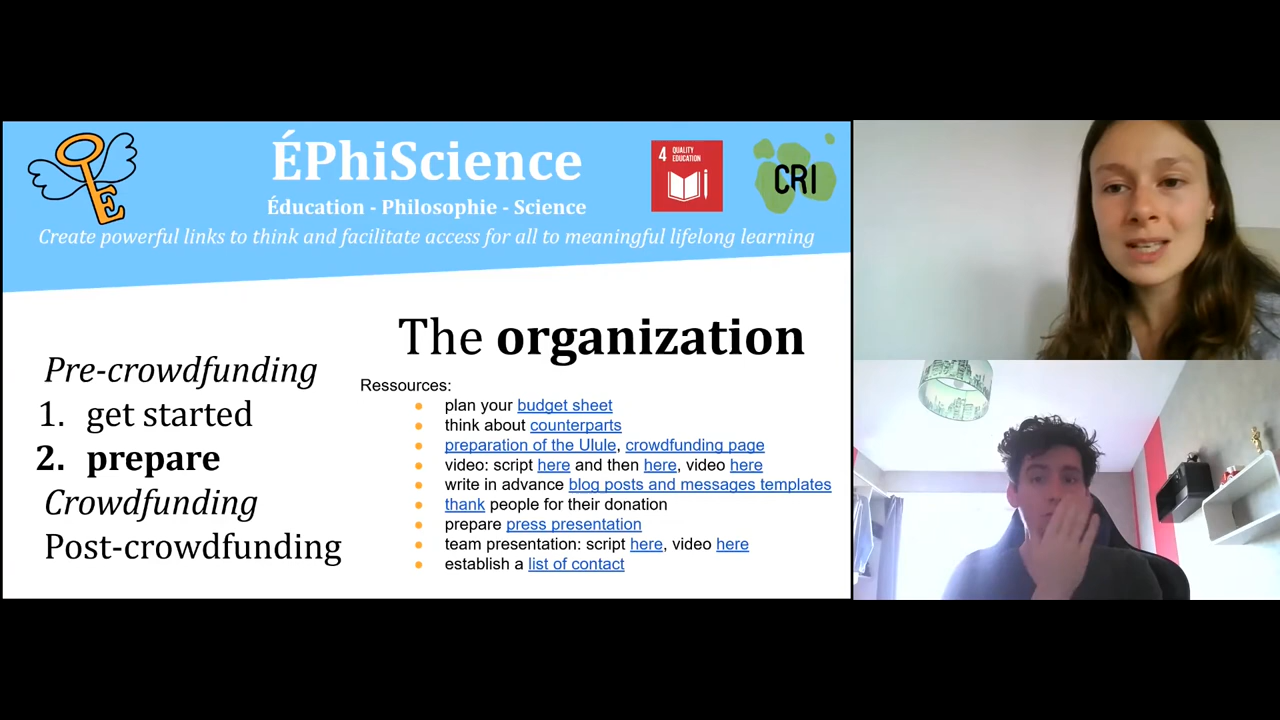 ÉPhiScience
Éducation - Philosophie - Science
Create powerful links to think and facilitate access for all to meaningful lifelong learning
4 QUALITY
EDUCATION
CRI
E
The organization
Pre-crowdfunding
1. get started
2. prepare
Crowdfunding
Post-crowdfunding
Ressources:
plan your budget sheet
think about counterparts
preparation of the Ulule, crowdfunding page
video: script here and then here, video here
write in advance blog posts and messages templates
thank people for their donation
prepare press presentation
team presentation: script here, video here
establish a list of contact